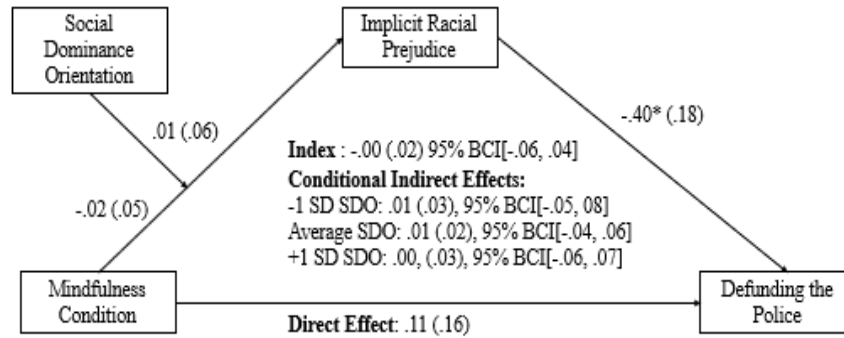 Social
Dominance
Orientation
Implicit Racial
Prejudice
.01 (.06)
-.40* (.18)
-.02 (.05)
Index : -.00 (.02) 95% BCI[-.06, .04]
Conditional Indirect Effects:
-1 SD SDO: .01 (.03), 95% BCI[-.05, 08]
Average SDO: .01 (.02), 95% BCI[-.04, .06]
+1 SD SDO: .00, (.03), 95% BCI[-.06, .07]
Mindfulness
Condition
Direct Effect: .11 (.16)
Defunding the
Police